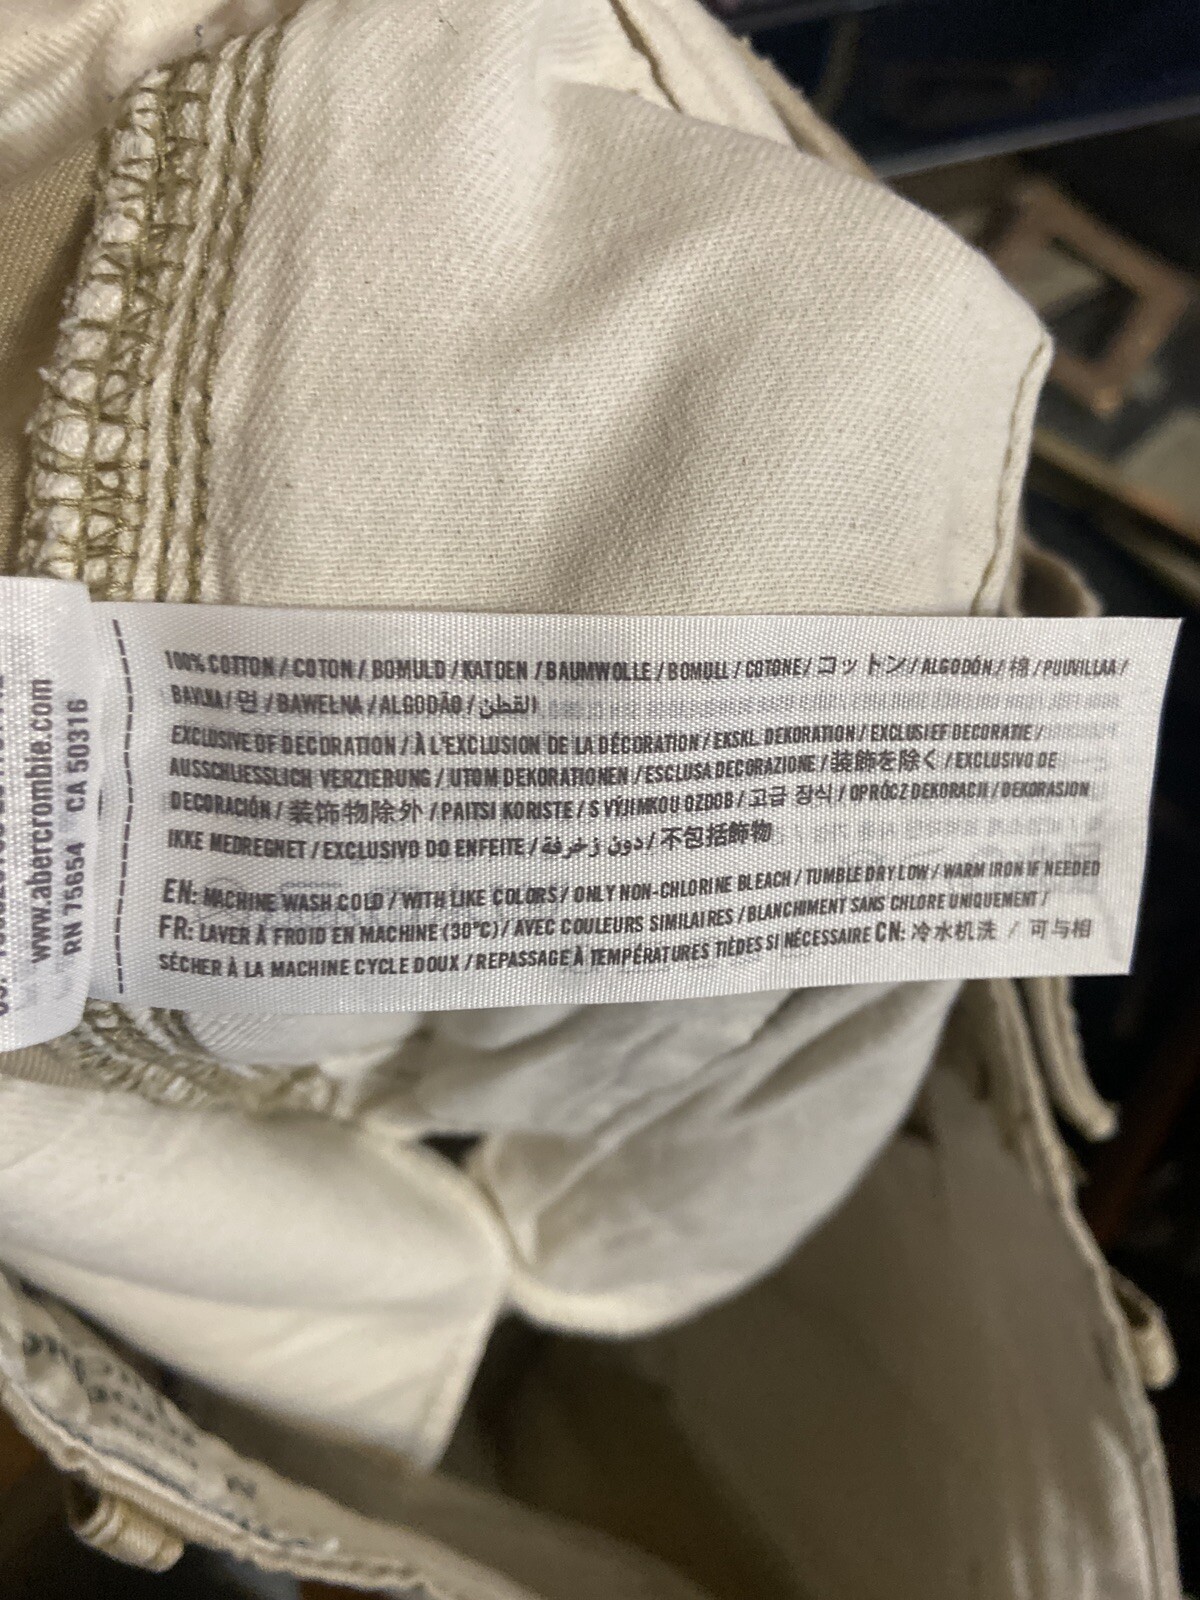 www.abercrombie.com
RN 75654 CA 50316
100% COTTON / COTON / BOMULD / KATOEN / BAUMWOLLE / BOMULL / COTONE / コットン / ALGODÓN / 棉 / PUUVILLAA /
BAVLNA / 면 / BAWEŁNA / ALGODÃO / القطن
EXCLUSIVE OF DECORATION / À L'EXCLUSION DE LA DÉCORATION / EKSKL. DEKORATION / EXCLUSIEF DECORATIE /
AUSSCHLIESSLICH VERZIERUNG / UTOM DEKORATIONEN / ESCLUSA DECORAZIONE / 装飾を除く / EXCLUSIVO DE
DECORACIÓN / 装饰物除外 / PAITSI KORISTE / S VÝJIMKOU OZDOB / 고급 장식 / OPRÓCZ DEKORACJI / DEKORASJON
IKKE MEDREGNET / EXCLUSIVO DO ENFEITE / دون زخرفة / 不包括飾物
EN: MACHINE WASH COLD / WITH LIKE COLORS / ONLY NON-CHLORINE BLEACH / TUMBLE DRY LOW / WARM IRON IF NEEDED
FR: LAVER À FROID EN MACHINE (30°C) / AVEC COULEURS SIMILAIRES / BLANCHIMENT SANS CHLORE UNIQUEMENT /
SÉCHER À LA MACHINE CYCLE DOUX / REPASSAGE À TEMPÉRATURES TIÈDES SI NÉCESSAIRE CN: 冷水机洗 / 可与相